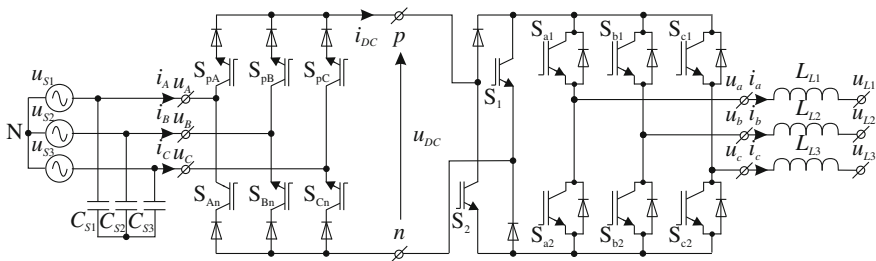 i_DC p
S_pA S_pB S_pC
S_a1 S_b1 S_c1
u_S1 i_A u_A
S_1
u_a i_a L_L1 u_L1
u_S2 i_B u_B
N
u_b i_b L_L2 u_L2
u_S3 i_C u_C
u_DC
u_c i_c L_L3 u_L3
S_An S_Bn S_Cn
S_2
C_S1 C_S2 C_S3
n
S_a2 S_b2 S_c2